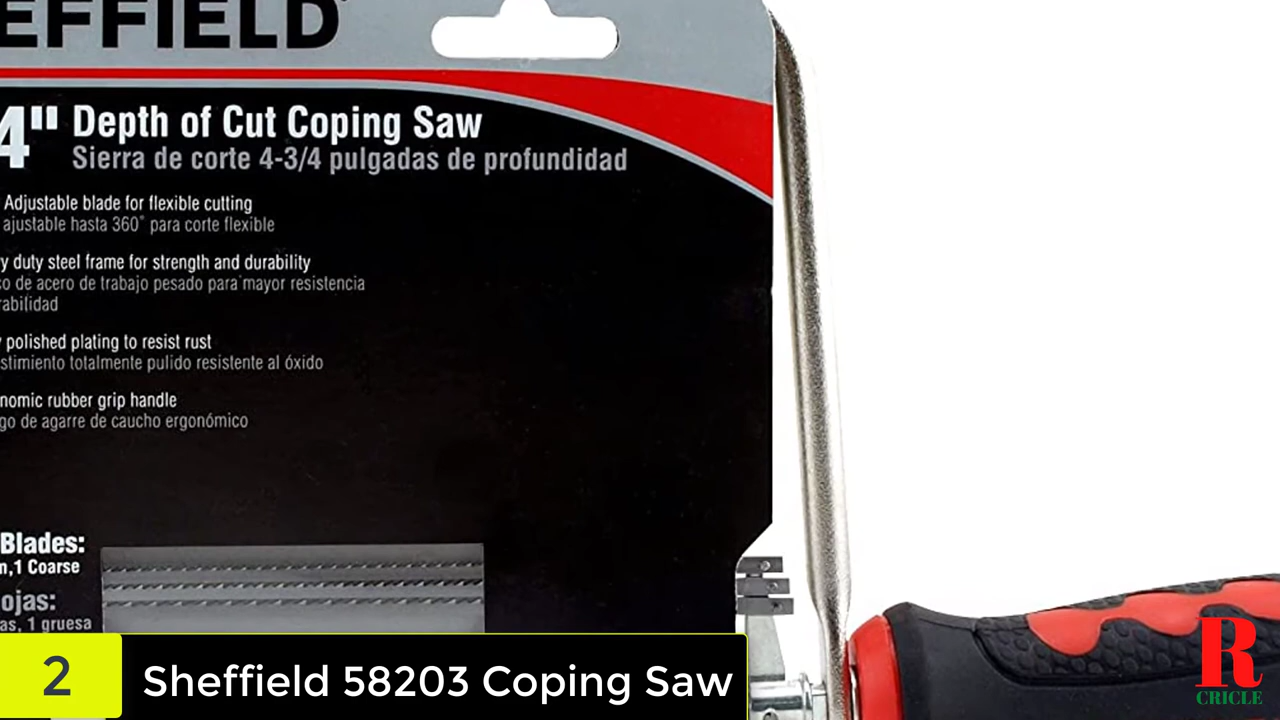 EFFIELD
4" Depth of Cut Coping Saw
Sierra de corte 4-3/4 pulgadas de profundidad
Adjustable blade for flexible cutting
ajustable hasta 360° para corte flexible
y duty steel frame for strength and durability
co de acero de trabajo pesado para mayor resistencia
rabilidad
y polished plating to resist rust
stimiento totalmente pulido resistente al óxido
nomic rubber grip handle
go de agarre de caucho ergonómico
Blades:
n,1 Coarse
ojas:
as, 1 gruesa
2 Sheffield 58203 Coping Saw
R
CRICLE